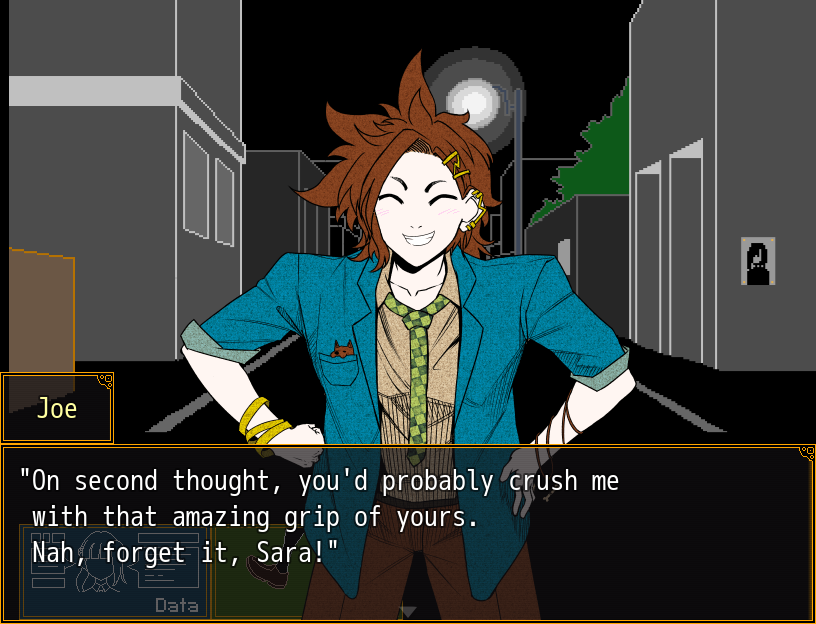 Joe
"On second thought, you'd probably crush me
with that amazing grip of yours.
Nah, forget it, Sara!"
Data